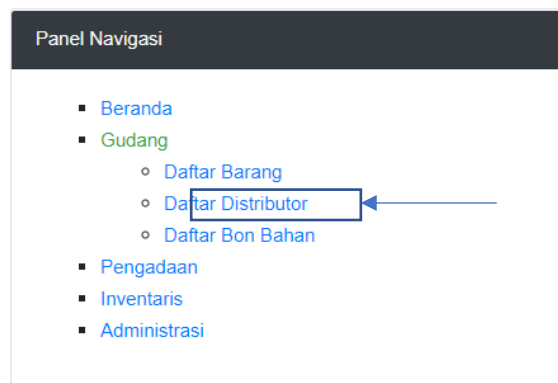 Panel Navigasi
Beranda
Gudang
Daftar Barang
Daftar Distributor
Daftar Bon Bahan
Pengadaan
Inventaris
Administrasi